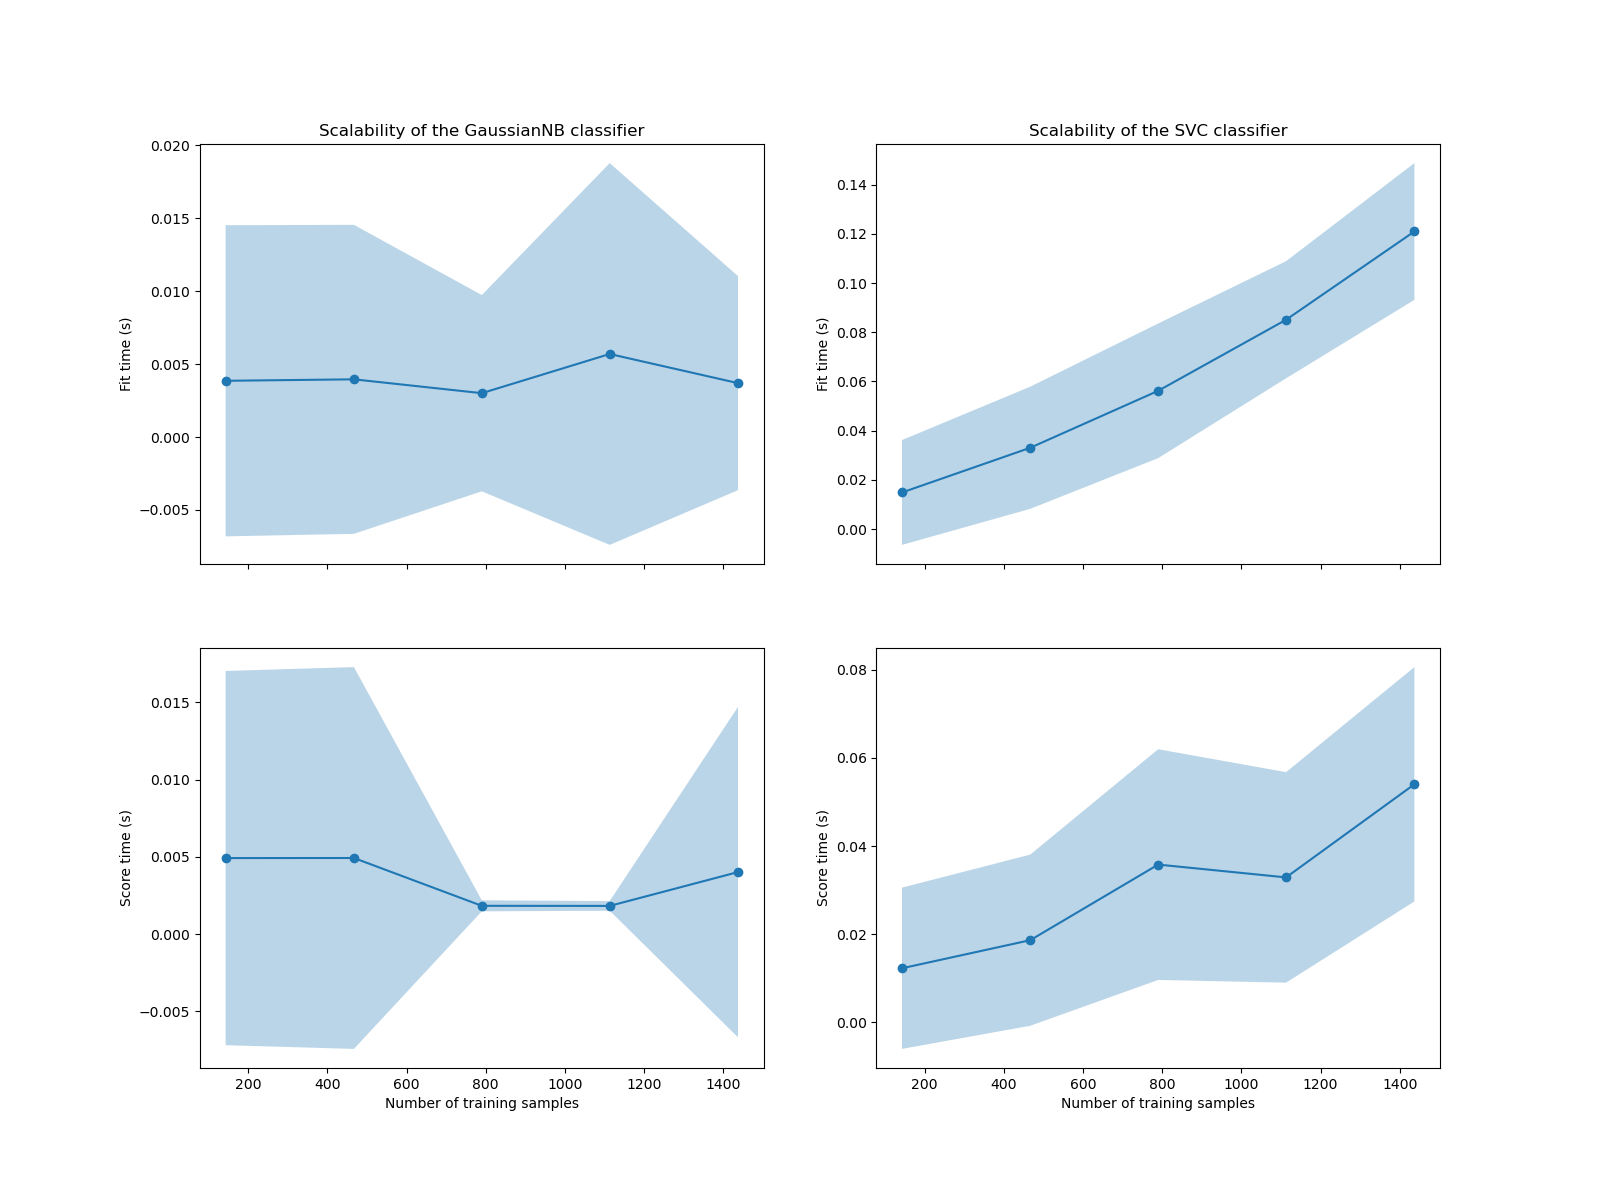 Scalability of the GaussianNB classifier
0.020
0.015
0.010
0.005
0.000
−0.005
Fit time (s)
Scalability of the SVC classifier
0.14
0.12
0.10
0.08
0.06
0.04
0.02
0.00
Fit time (s)
0.015
0.010
0.005
0.000
−0.005
Score time (s)
200 400 600 800 1000 1200 1400
Number of training samples
0.08
0.06
0.04
0.02
0.00
Score time (s)
200 400 600 800 1000 1200 1400
Number of training samples